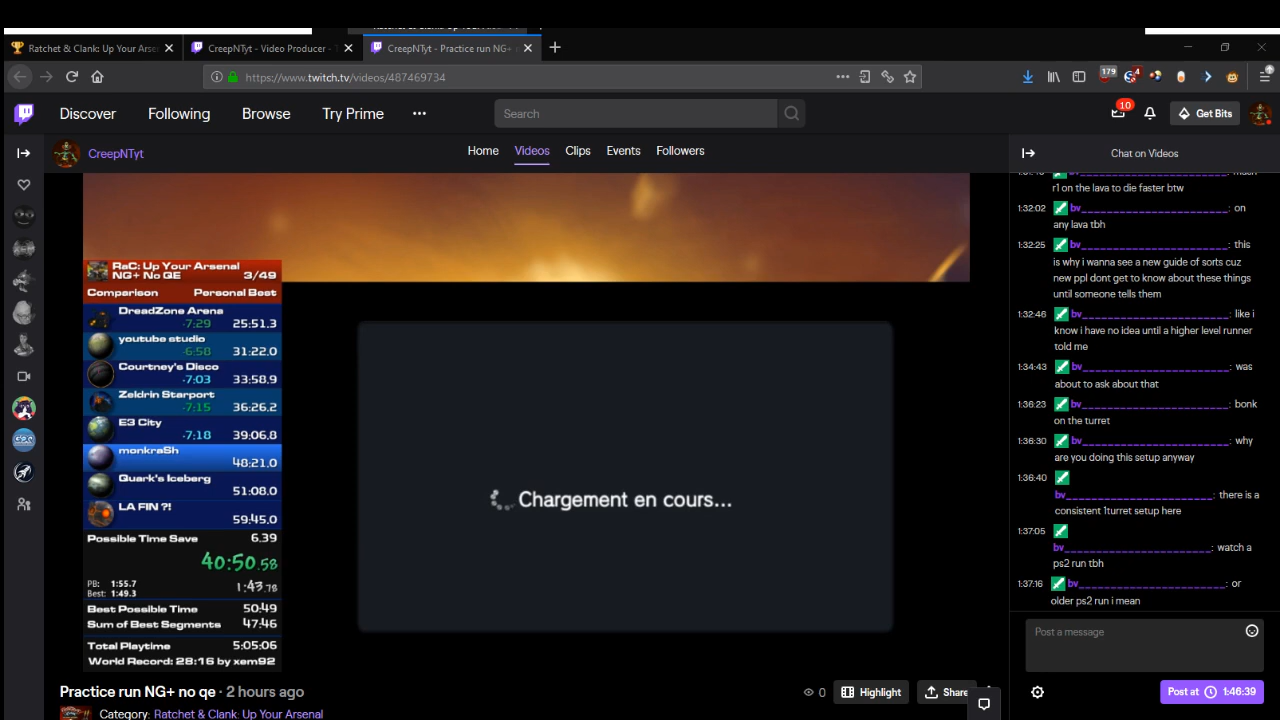 Ratchet & Clank: Up Your Arse
CreepNTyt - Video Producer -
CreepNTyt - Practice run NG+
https://www.twitch.tv/videos/487469734
179
4
Discover
Following
Browse
Try Prime
Search
10
Get Bits
CreepNTyt
Home
Videos
Clips
Events
Followers
Chat on Videos
RaC: Up Your Arsenal
NG+ No QE 3/49
Comparison Personal Best
DreadZone Arena
-7:29 25:51.3
youtube studio
-6:58 31:22.0
Courtney's Disco
-7:03 33:58.9
Zeldrin Starport
-7:15 36:26.2
E3 City
-7:18 39:06.8
monkraSh
48:21.0
Quark's Iceberg
51:08.0
LA FIN ?!
59:45.0
Possible Time Save 6.39
40:50.58
PB: 1:55.7
Best: 1:49.3
1:43.78
Best Possible Time 50:49
Sum of Best Segments 47:46
Total Playtime 5:05:06
World Record: 28:16 by xem92
Chargement en cours...
r1 on the lava to die faster btw
1:32:02 bv____________________________: on
any lava tbh
1:32:25 bv____________________________: this
is why i wanna see a new guide of sorts cuz
new ppl dont get to know about these things
until someone tells them
1:32:46 bv____________________________: like i
know i have no idea until a higher level runner
told me
1:34:43 bv____________________________: was
about to ask about that
1:36:23 bv____________________________: bonk
on the turret
1:36:30 bv____________________________: why
are you doing this setup anyway
1:36:40
bv____________________________: there is a
consistent 1turret setup here
1:37:05
bv____________________________: watch a
ps2 run tbh
1:37:16 bv____________________________: or
older ps2 run i mean
Post a message
Post at 1:46:39
Practice run NG+ no qe · 2 hours ago
0
Highlight
Share
Category: Ratchet & Clank: Up Your Arsenal